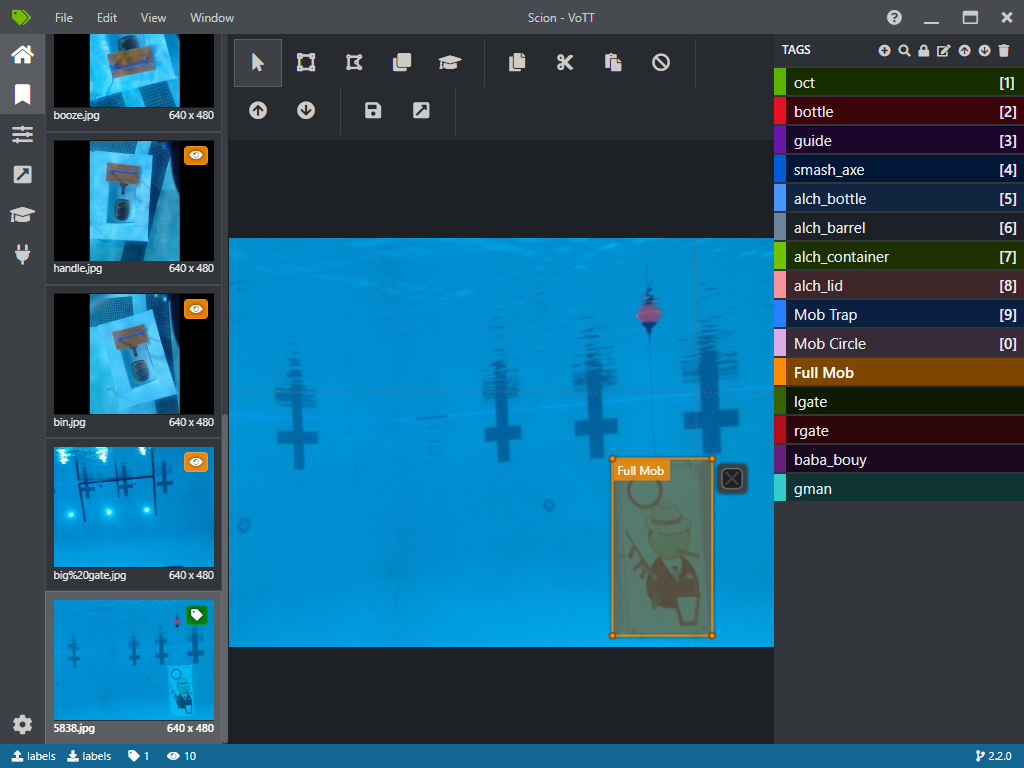 File Edit View Window Scion - VoTT
booze.jpg 640 x 480
handle.jpg 640 x 480
bin.jpg 640 x 480
big%20gate.jpg 640 x 480
5838.jpg 640 x 480
Full Mob
TAGS
oct [1]
bottle [2]
guide [3]
smash_axe [4]
alch_bottle [5]
alch_barrel [6]
alch_container [7]
alch_lid [8]
Mob Trap [9]
Mob Circle [0]
Full Mob
lgate
rgate
baba_bouy
gman
labels labels 1 10 2.2.0